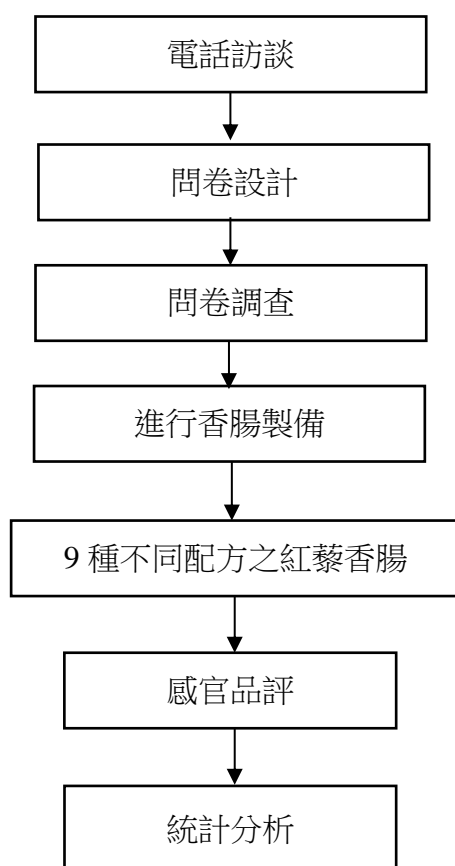 電話訪談
問卷設計
問卷調查
進行香腸製備
9 種不同配方之紅藜香腸
感官品評
統計分析